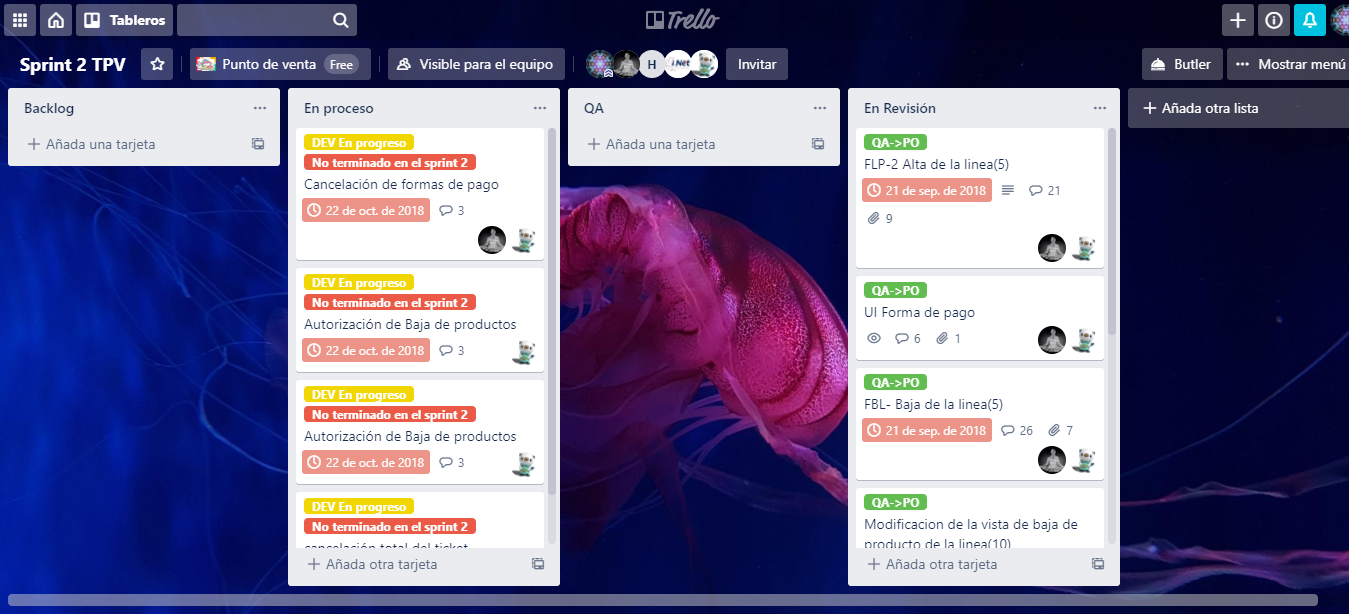 Tableros
Trello
Sprint 2 TPV
Punto de venta Free
Visible para el equipo
H
i.Net
Invitar
Butler
Mostrar menú
Backlog
Añada una tarjeta
En proceso
DEV En progreso
No terminado en el sprint 2
Cancelación de formas de pago
22 de oct. de 2018 3
DEV En progreso
No terminado en el sprint 2
Autorización de Baja de productos
22 de oct. de 2018 3
DEV En progreso
No terminado en el sprint 2
Autorización de Baja de productos
22 de oct. de 2018 3
DEV En progreso
No terminado en el sprint 2
cancelación total del ticket
Añada otra tarjeta
QA
Añada una tarjeta
En Revisión
QA->PO
FLP-2 Alta de la linea(5)
21 de sep. de 2018 21
9
QA->PO
UI Forma de pago
6 1
QA->PO
FBL- Baja de la linea(5)
21 de sep. de 2018 26 7
QA->PO
Modificacion de la vista de baja de
producto de la linea(10)
Añada otra tarjeta
Añada otra lista